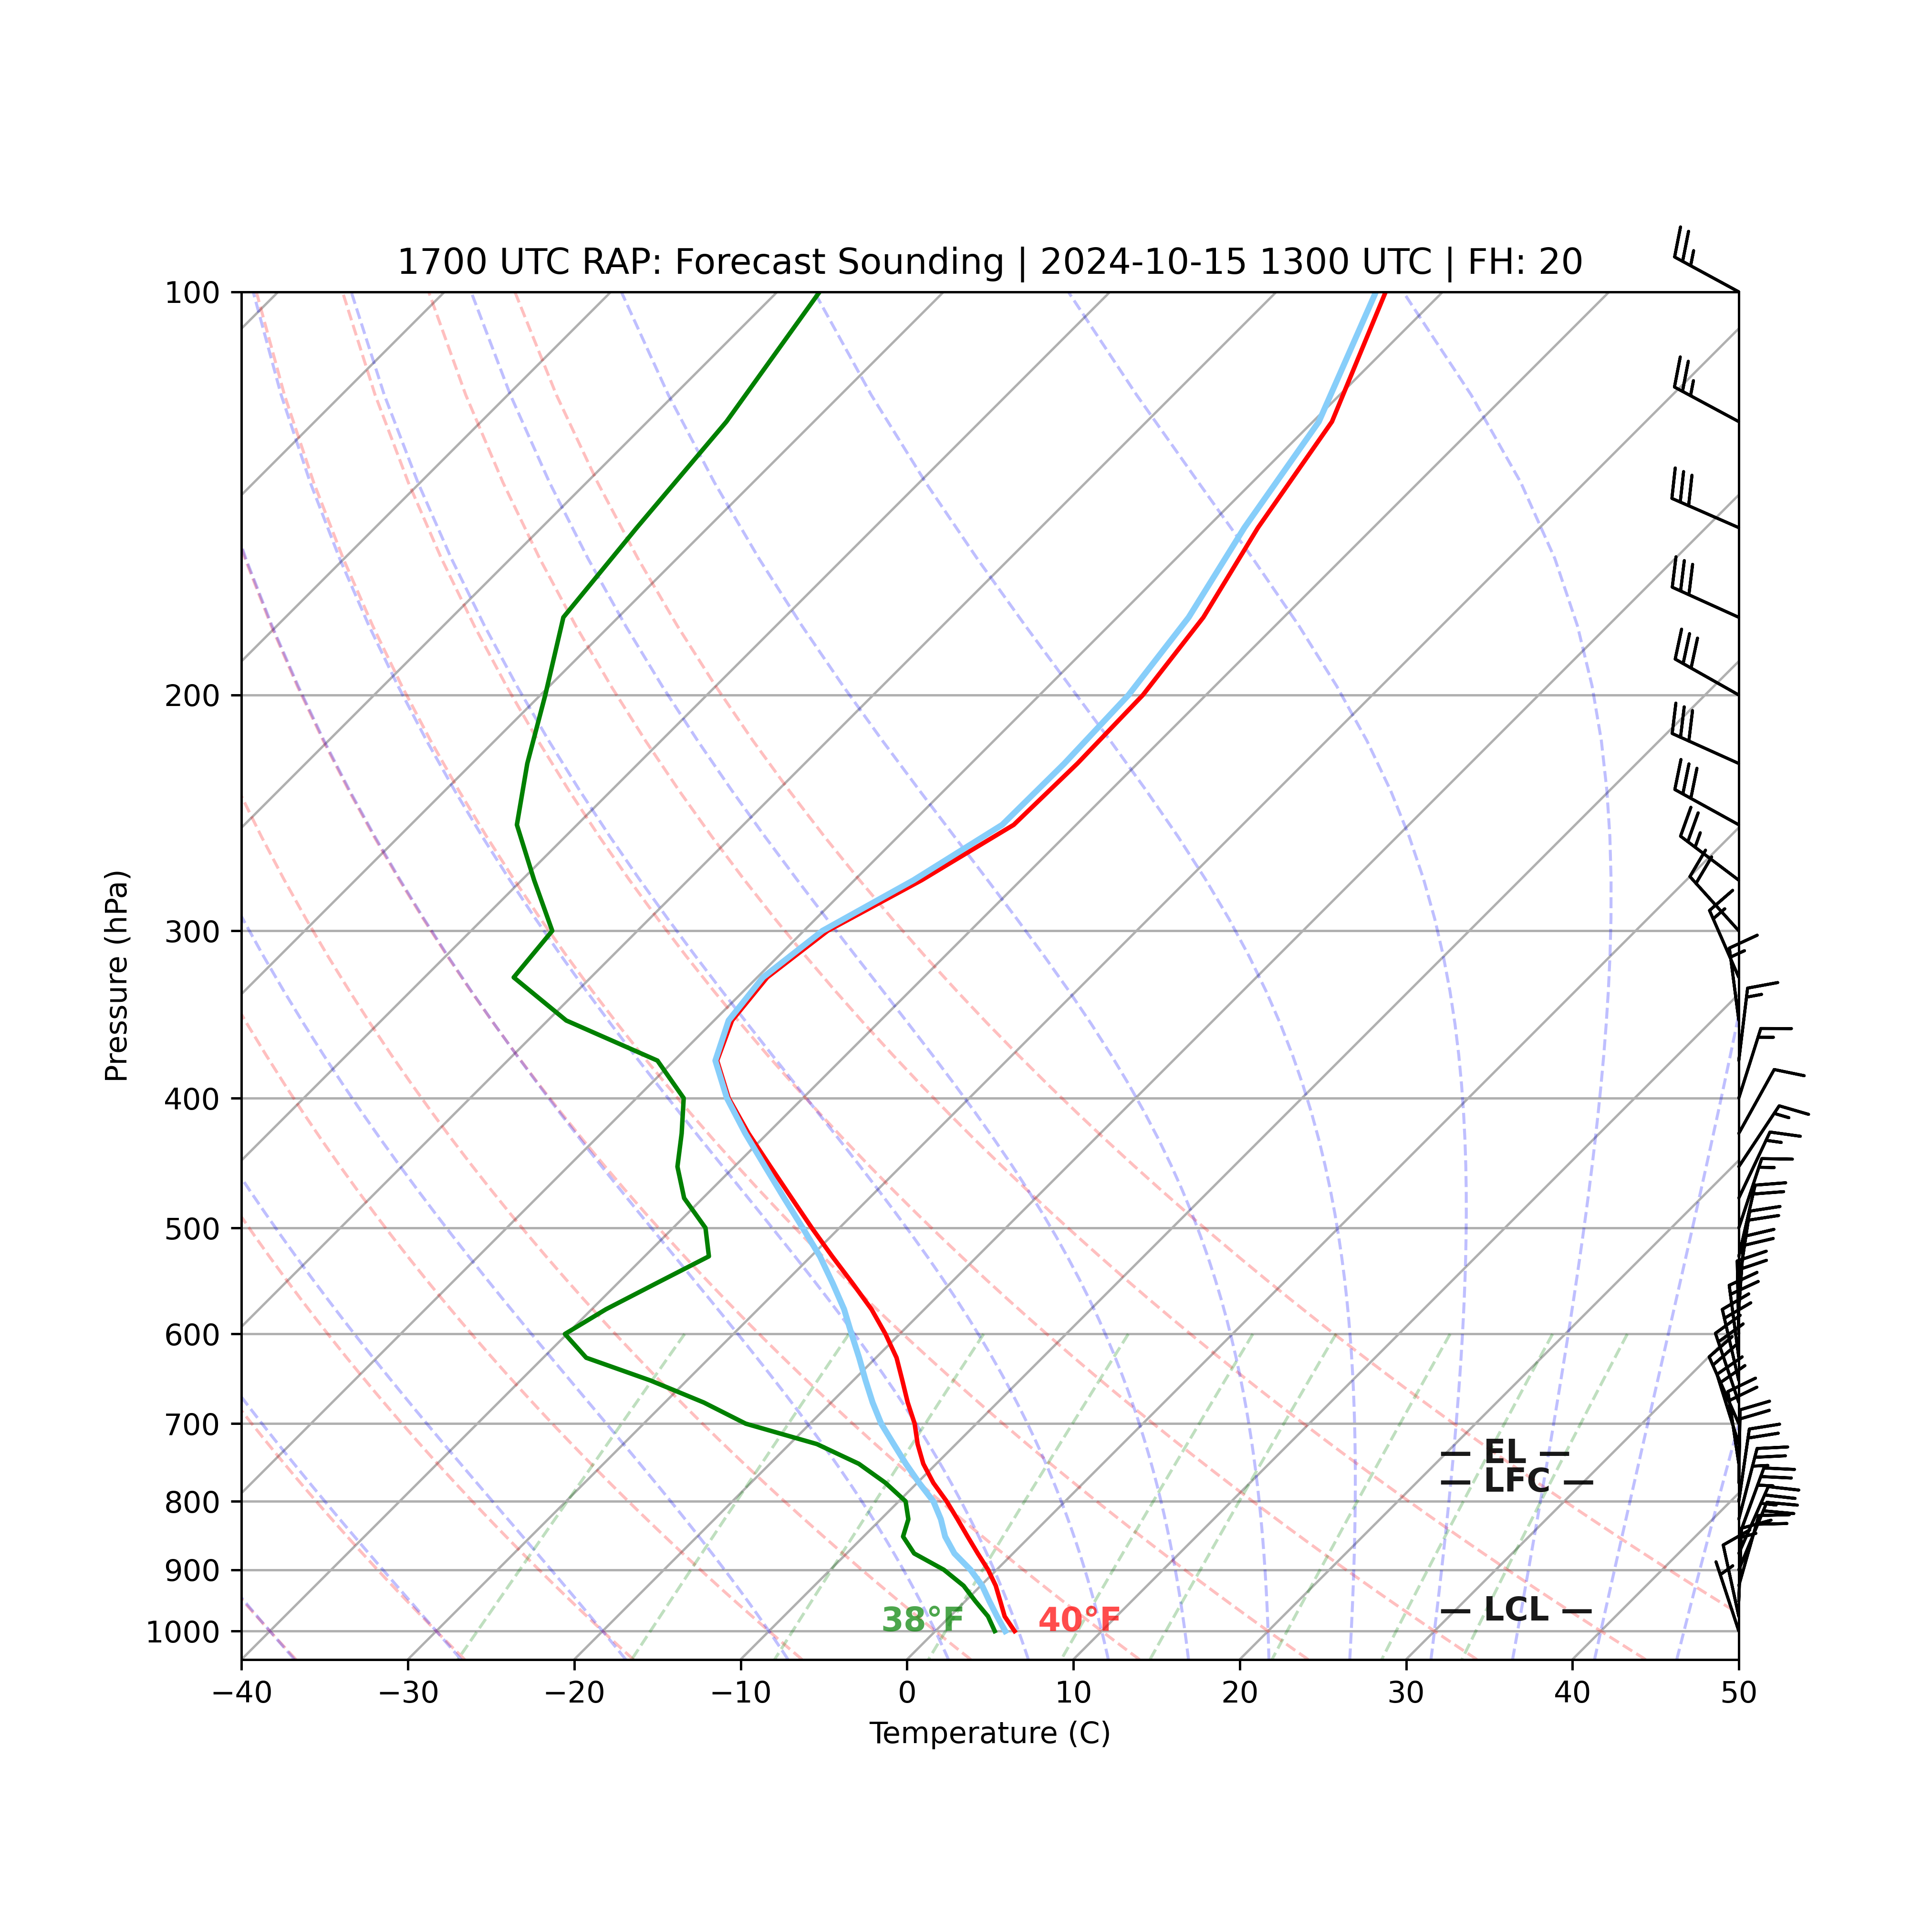 1700 UTC RAP: Forecast Sounding | 2024-10-15 1300 UTC | FH: 20
100
200
300
400
500
600
700
800
900
1000
Pressure (hPa)
— EL —
— LFC —
— LCL —
38°F
40°F
−40 −30 −20 −10 0 10 20 30 40 50
Temperature (C)